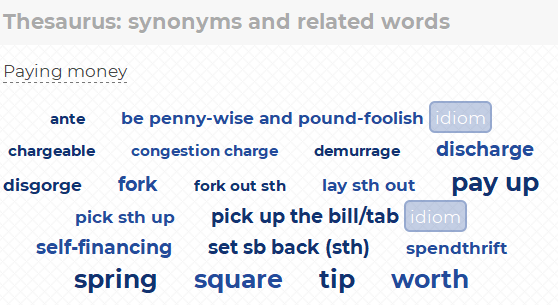 Thesaurus: synonyms and related words
Paying money
ante be penny-wise and pound-foolish idiom
chargeable congestion charge demurrage discharge
disgorge fork fork out sth lay sth out pay up
pick sth up pick up the bill/tab idiom
self-financing set sb back (sth) spendthrift
spring square tip worth